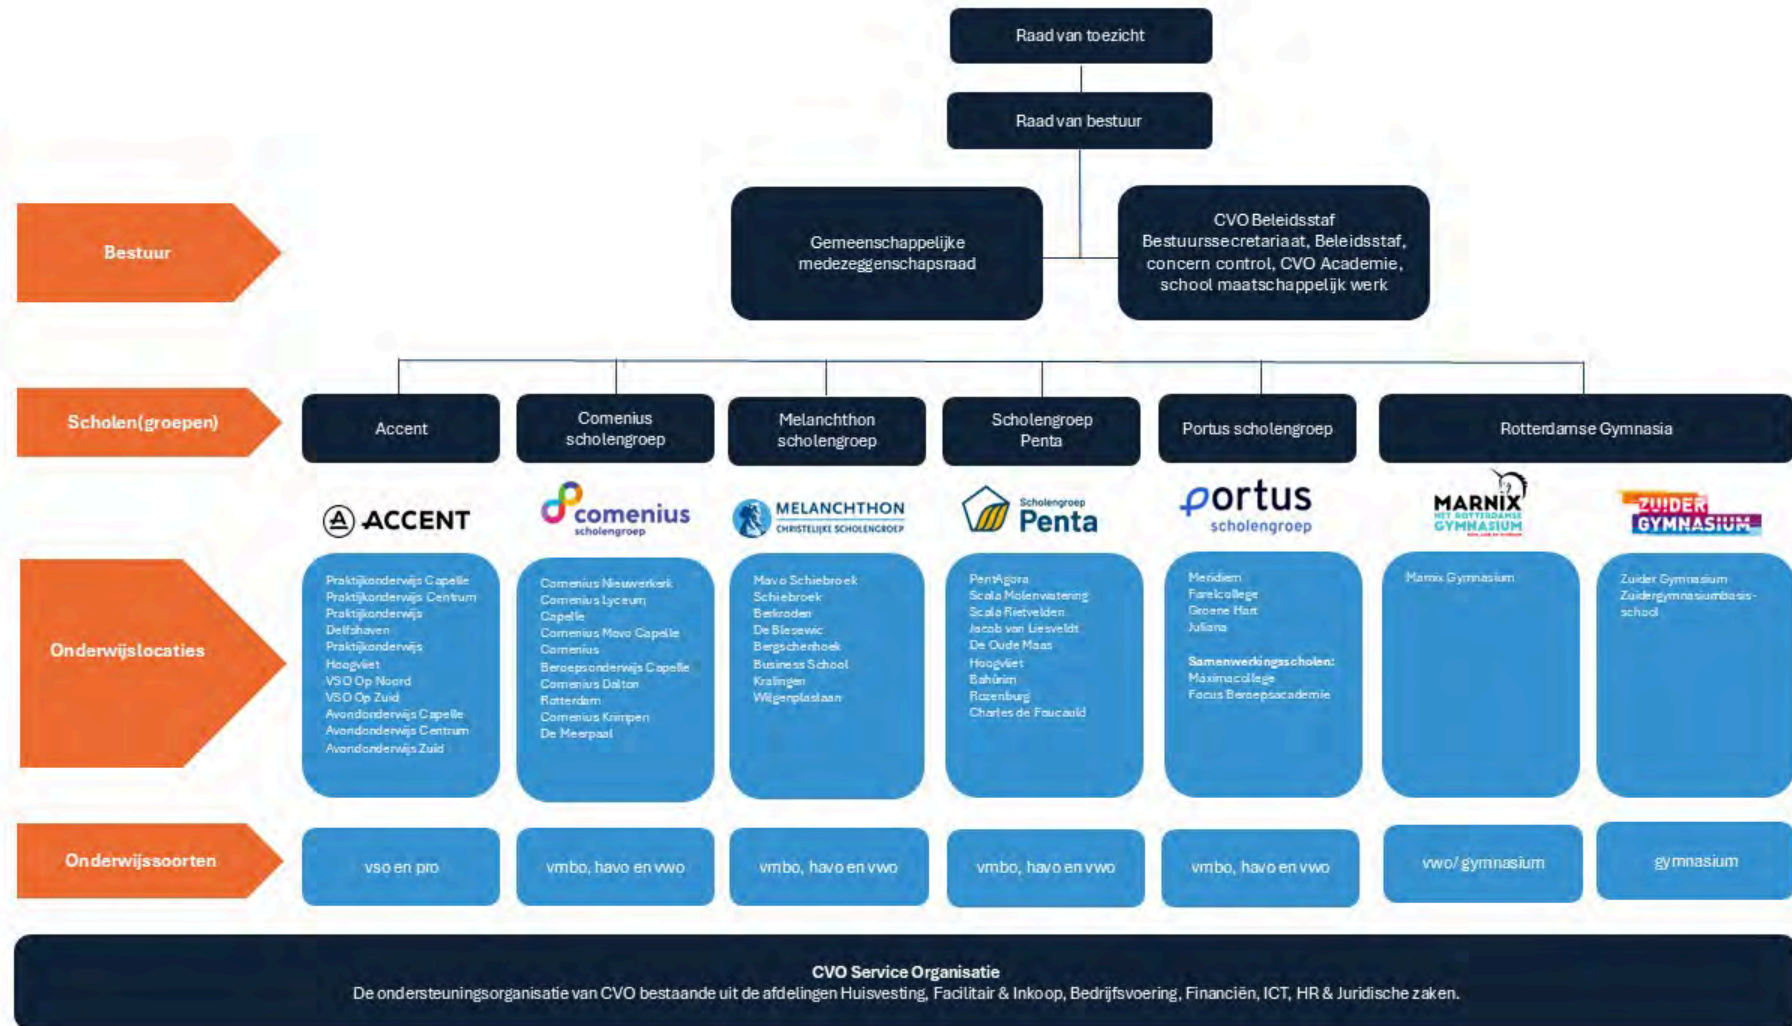 Raad van toezicht
Raad van bestuur
Bestuur
Gemeenschappelijke
medezeggenschapsraad
CVO Beleidsstaf
Bestuurssecretariaat, Beleidsstaf,
concern control, CVO Academie,
school maatschappelijk werk
Scholen(groepen)
Accent
Comenius
scholengroep
Melanchthon
scholengroep
Scholengroep
Penta
Portus scholengroep
Rotterdamse Gymnasia
ACCENT
comenius
scholengroep
MELANCHTHON
CHRISTELIJKE SCHOLENGROEP
Scholengroep
Penta
portus
scholengroep
MARNIX
HET ROTTERDAMSE
GYMNASIUM
ZUIDER
GYMNASIUM
Onderwijslocaties
Praktijkonderwijs Capelle
Praktijkonderwijs Centrum
Praktijkonderwijs
Delfshaven
Praktijkonderwijs
Hoogvliet
VSO Op Noord
VSO Op Zuid
Avondonderwijs Capelle
Avondonderwijs Centrum
Avondonderwijs Zuid
Comenius Nieuwerkerk
Comenius Lyceum
Capelle
Comenius Mavo Capelle
Comenius
Beroepsonderwijs Capelle
Comenius Dalton
Rotterdam
Comenius Krimpen
De Meerpaal
Mavo Schiebroek
Schiebroek
Berkroden
De Blesewic
Bergschenhoek
Business School
Kralingen
Wilgenplaslaan
PentAgora
Scala Molenwatering
Scala Rietvelden
Jacob van Liesveldt
De Oude Maas
Hoogvliet
Bahûrim
Rozenburg
Charles de Foucauld
Meridiem
Farelcollege
Groene Hart
Juliana
Samenwerkingsscholen:
Maximacollege
Focus Beroepsacademie
Marnix Gymnasium
Zuider Gymnasium
Zuidergymnasiumbasis-
school
Onderwijssoorten
vso en pro
vmbo, havo en vwo
vmbo, havo en vwo
vmbo, havo en vwo
vmbo, havo en vwo
vwo/ gymnasium
gymnasium
CVO Service Organisatie
De ondersteuningsorganisatie van CVO bestaande uit de afdelingen Huisvesting, Facilitair & Inkoop, Bedrijfsvoering, Financiën, ICT, HR & Juridische zaken.